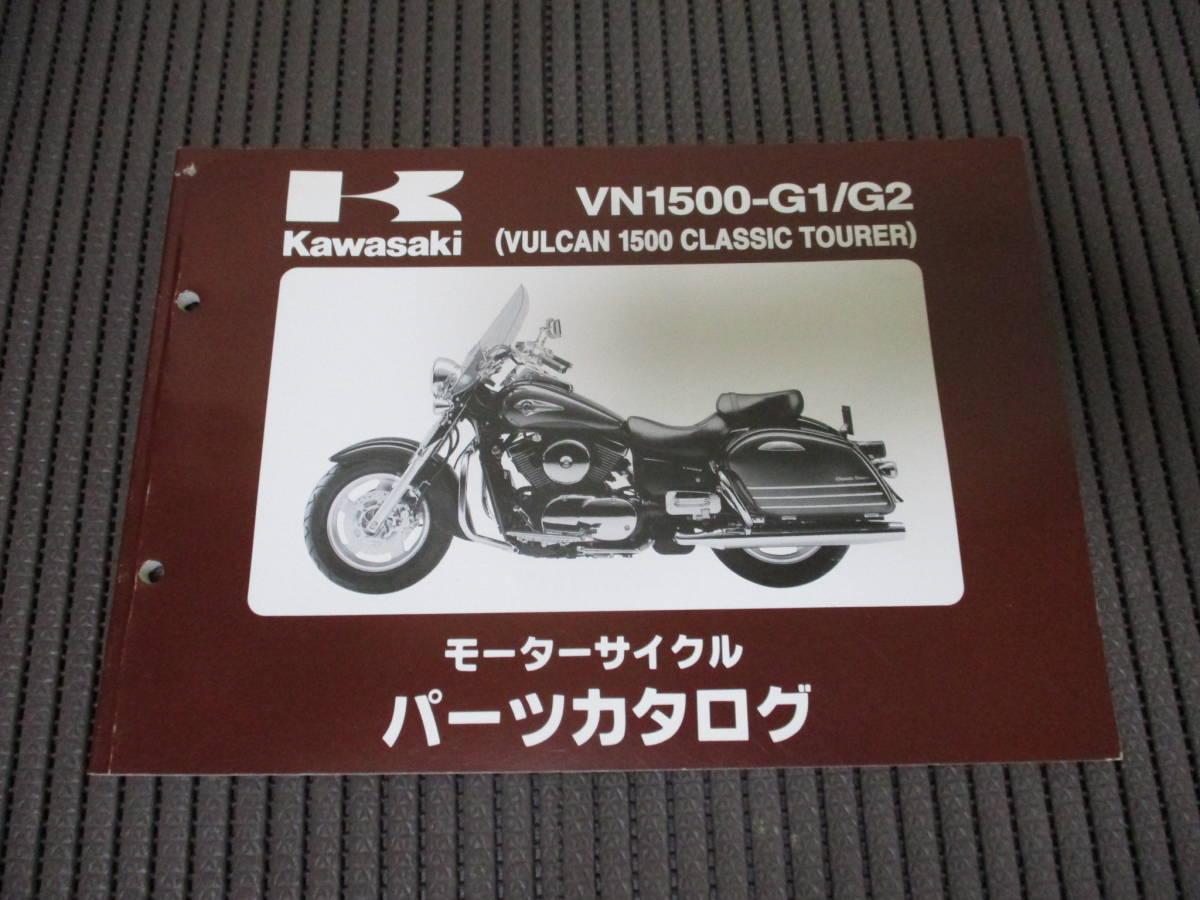 Kawasaki
VN1500-G1/G2
(VULCAN 1500 CLASSIC TOURER)
モーターサイクル
パーツカタログ